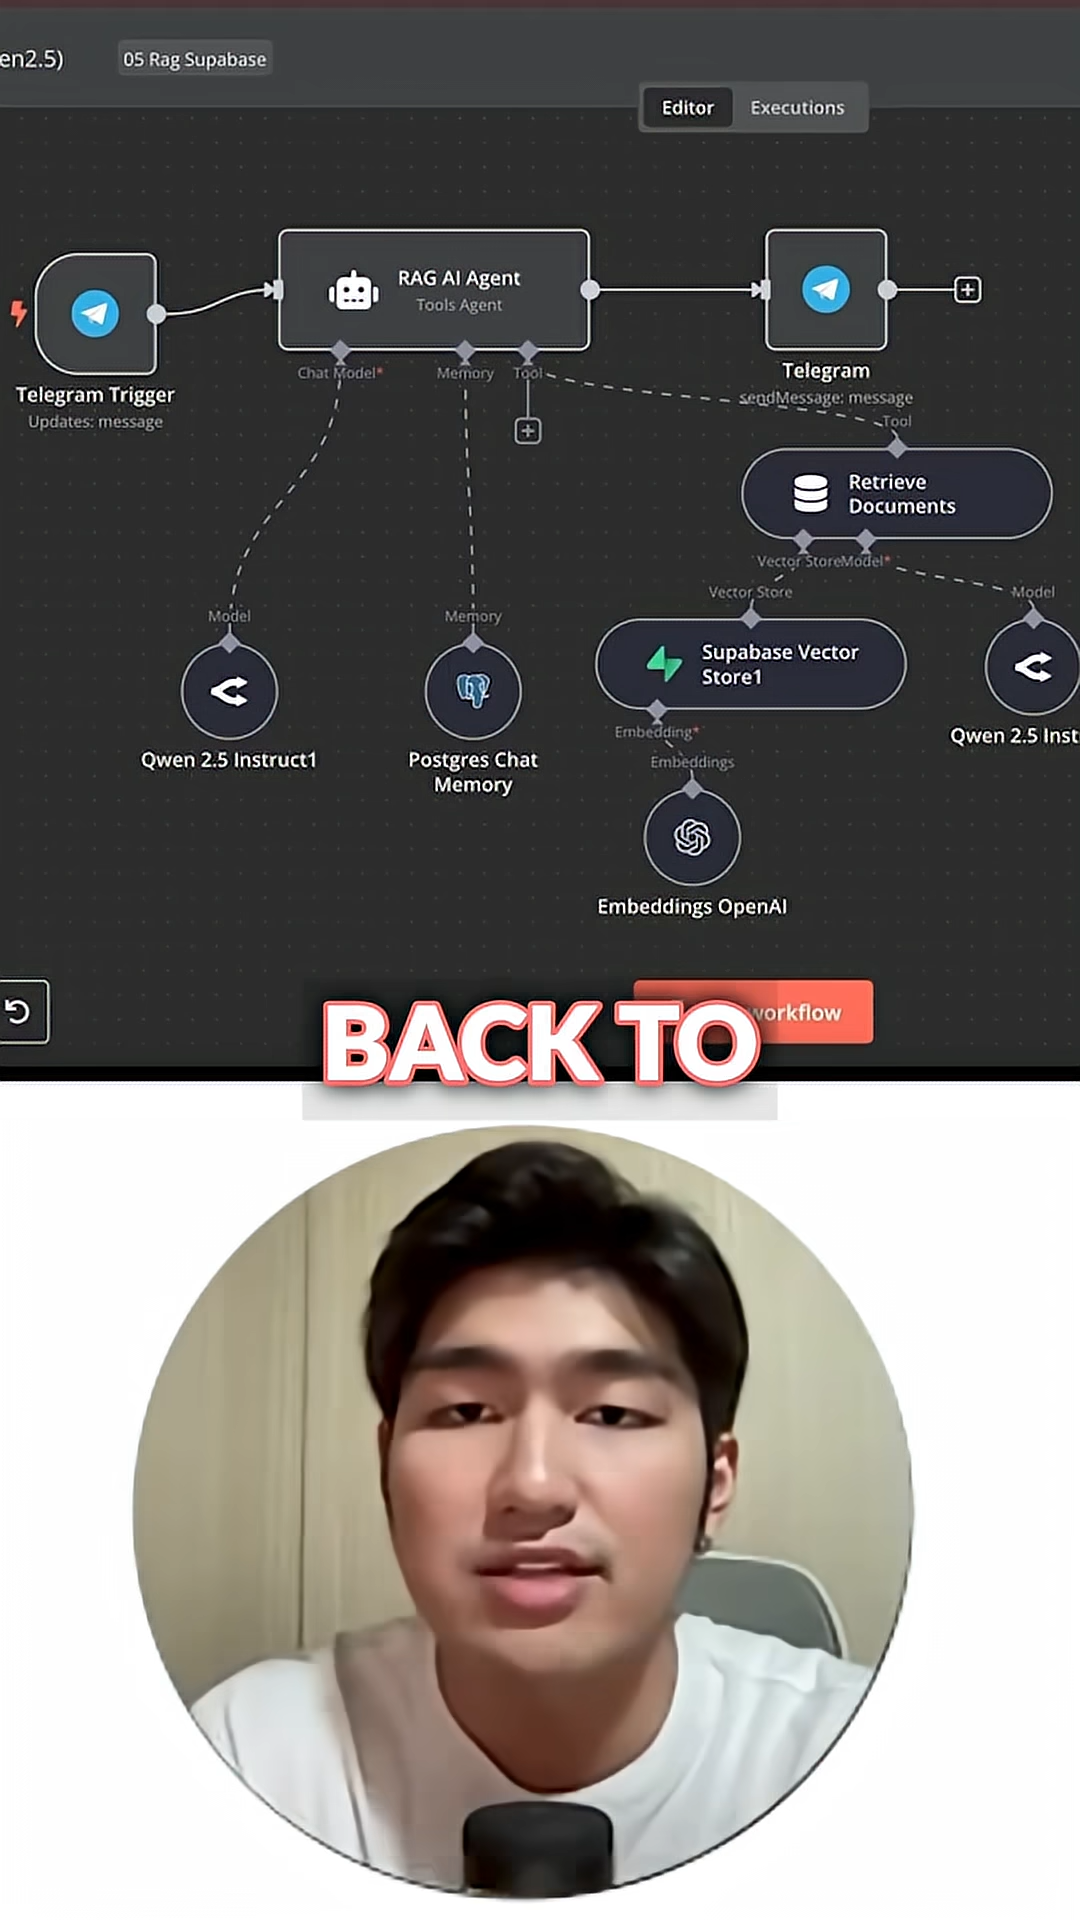 en2.5)
05 Rag Supabase
Editor
Executions
RAG AI Agent
Tools Agent
Chat Model*
Memory
Tool
Telegram Trigger
Updates: message
Telegram
sendMessage: message
Tool
Retrieve
Documents
Vector Store
Model*
Vector Store
Model
Model
Memory
Supabase Vector
Store1
Embedding*
Embeddings
Qwen 2.5 Instruct1
Postgres Chat
Memory
Qwen 2.5 Inst
Embeddings OpenAI
workflow
BACK TO